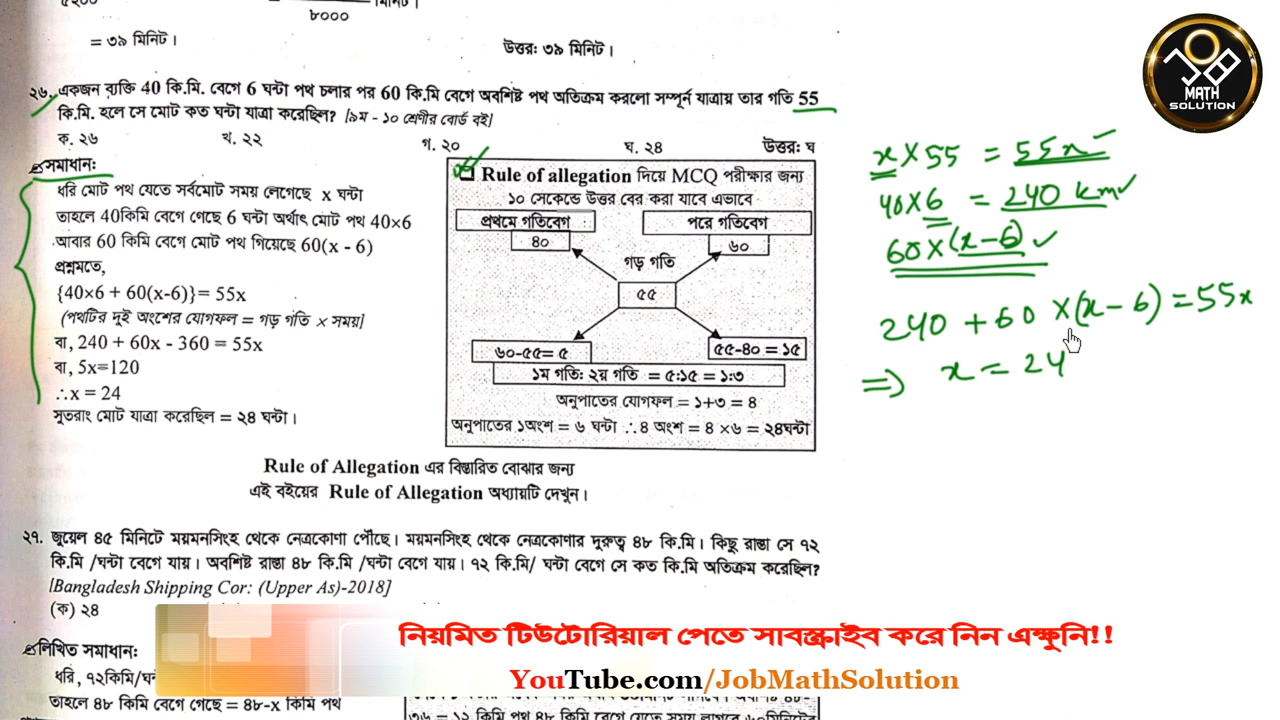 ৮০০০
= ৩৯ মিনিট।
উত্তর: ৩৯ মিনিট।
২৬. একজন ব্যক্তি 40 কি.মি. বেগে 6 ঘন্টা পথ চলার পর 60 কি.মি বেগে অবশিষ্ট পথ অতিক্রম করলো সম্পূর্ন যাত্রায় তার গতি 55
কি.মি. হলে সে মোট কত ঘন্টা যাত্রা করেছিল? [৯ম - ১০ শ্রেণীর বোর্ড বই]
ক. ২৬ খ. ২২ গ. ২০ ঘ. ২৪ উত্তর: ঘ
সমাধান:
ধরি মোট পথ যেতে সর্বমোট সময় লেগেছে x ঘন্টা
তাহলে 40কিমি বেগে গেছে 6 ঘন্টা অর্থাৎ মোট পথ 40×6
আবার 60 কিমি বেগে মোট পথ গিয়েছে 60(x - 6)
প্রশ্নমতে,
{40×6 + 60(x-6)}= 55x
(পথটির দুই অংশের যোগফল = গড় গতি × সময়)
বা, 240 + 60x - 360 = 55x
বা, 5x=120
∴x = 24
সুতরাং মোট যাত্রা করেছিল = ২৪ ঘন্টা।
Rule of allegation দিয়ে MCQ পরীক্ষার জন্য
১০ সেকেন্ডে উত্তর বের করা যাবে এভাবে
প্রথমে গতিবেগ পরে গতিবেগ
৪০ ৬০
গড় গতি
৫৫
৬০-৫৫= ৫ ৫৫-৪০ = ১৫
১ম গতি: ২য় গতি = ৫:১৫ = ১:৩
অনুপাতের যোগফল = ১+৩ = ৪
অনুপাতের ১অংশ = ৬ ঘন্টা ∴ ৪ অংশ = ৪ ×৬ = ২৪ঘন্টা
Rule of Allegation এর বিস্তারিত বোঝার জন্য
এই বইয়ের Rule of Allegation অধ্যায়টি দেখুন।
২৭. জুয়েল ৪৫ মিনিটে ময়মনসিংহ থেকে নেত্রকোণা পৌঁছে। ময়মনসিংহ থেকে নেত্রকোণার দুরুত্ব ৪৮ কি.মি। কিছু রাস্তা সে ৭২
কি.মি /ঘন্টা বেগে যায়। অবশিষ্ট রাস্তা ৪৮ কি.মি /ঘন্টা বেগে যায়। ৭২ কি.মি/ ঘন্টা বেগে সে কত কি.মি অতিক্রম করেছিল?
[Bangladesh Shipping Cor: (Upper As)-2018]
(ক) ২৪
লিখিত সমাধান:
ধরি, ৭২কিমি/
তাহলে ৪৮ কিমি বেগে গেছে = ৪৮-x কিমি পথ
x × 55 = 55x
40×6 = 240 km
60×(x-6)
240 + 60 ×(x-6) = 55x
⇒ x = 24
MATH
SOLUTION
নিয়মিত টিউটোরিয়াল পেতে সাবস্ক্রাইব করে নিন এক্ষুনি!!
YouTube.com/JobMathSolution